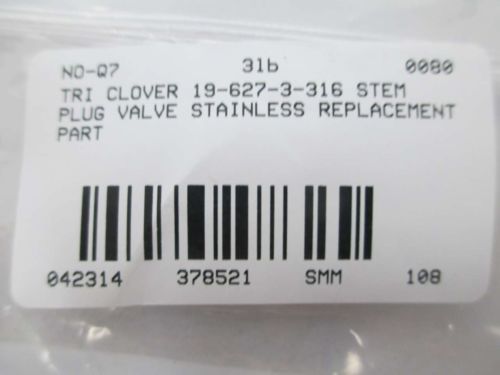 NO-Q7 31b 0080
TRI CLOVER 19-627-3-316 STEM
PLUG VALVE STAINLESS REPLACEMENT
PART
042314 378521 SMM 108